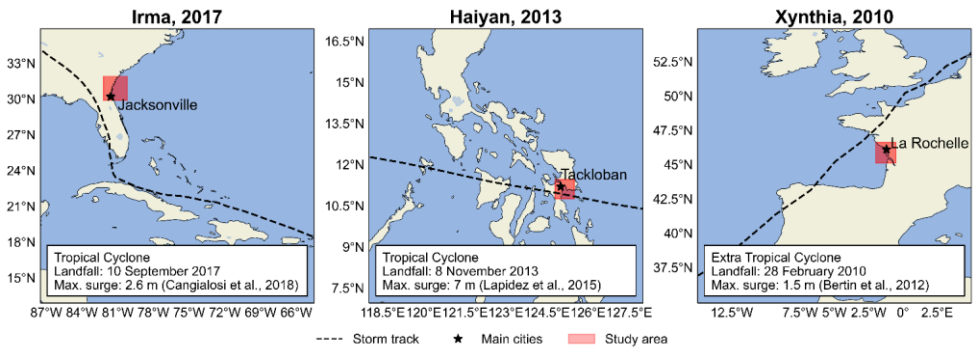 Irma, 2017
33°N
30°N
27°N
24°N
21°N
18°N
15°N
Jacksonville
Tropical Cyclone
Landfall: 10 September 2017
Max. surge: 2.6 m (Cangialosi et al., 2018)
87°W 84°W 81°W 78°W 75°W 72°W 69°W 66°W
Haiyan, 2013
16.5°N
15°N
13.5°N
12°N
10.5°N
9°N
7.5°N
Tackloban
Tropical Cyclone
Landfall: 8 November 2013
Max. surge: 7 m (Lapidez et al., 2015)
118.5°E 120°E 121.5°E 123°E 124.5°E 126°E 127.5°E
Xynthia, 2010
52.5°N
50°N
47.5°N
45°N
42.5°N
40°N
37.5°N
La Rochelle
Extra Tropical Cyclone
Landfall: 28 February 2010
Max. surge: 1.5 m (Bertin et al., 2012)
12.5°W 7.5°W 5°W 2.5°W 0° 2.5°E
Storm track
Main cities
Study area